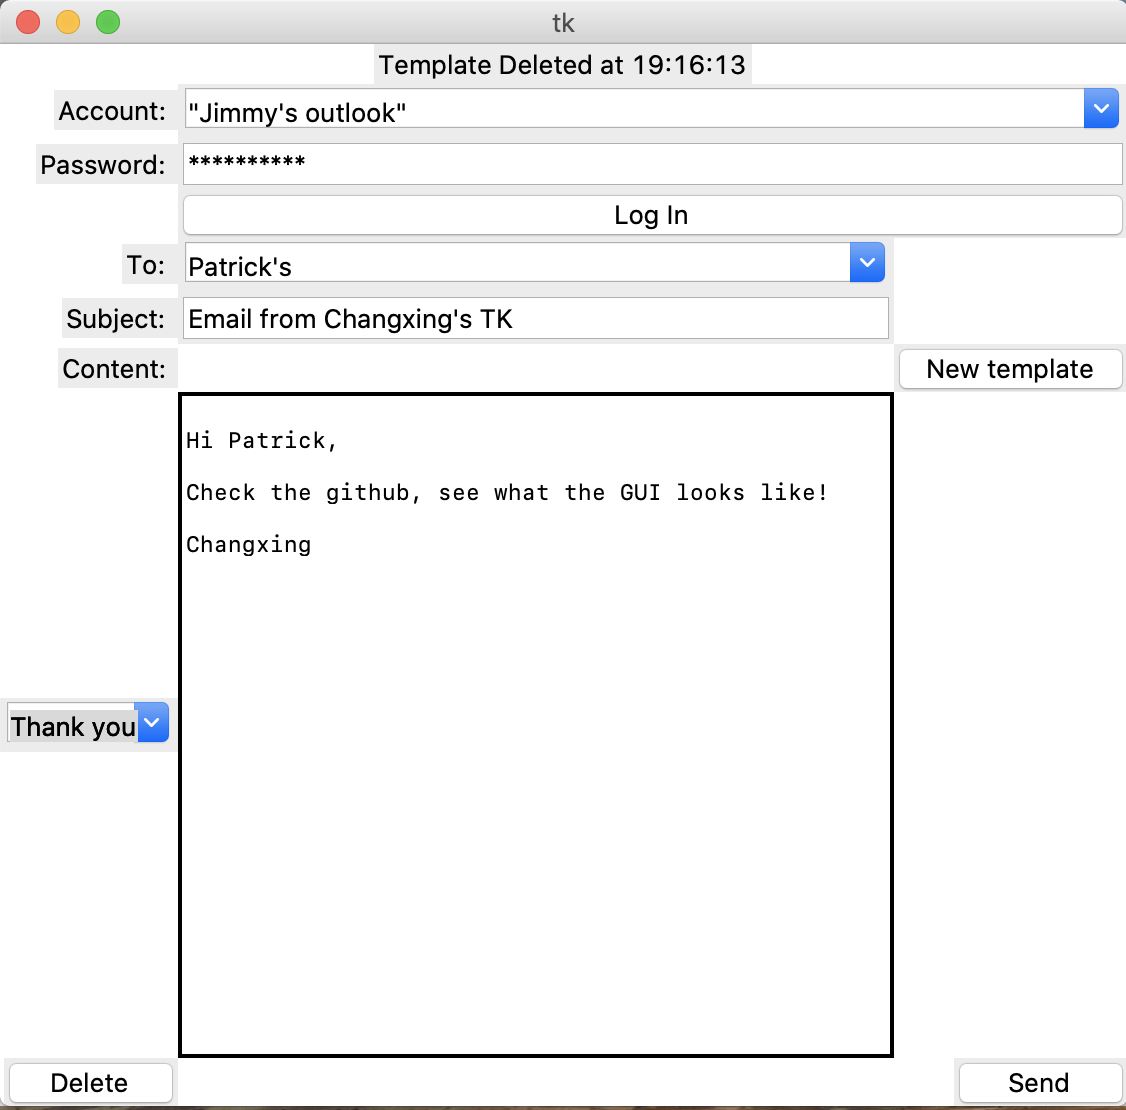 tk
Template Deleted at 19:16:13
Account: "Jimmy's outlook"
Password: **********
Log In
To: Patrick's
Subject: Email from Changxing's TK
Content: New template
Hi Patrick,
Check the github, see what the GUI looks like!
Changxing
Thank you
Delete Send